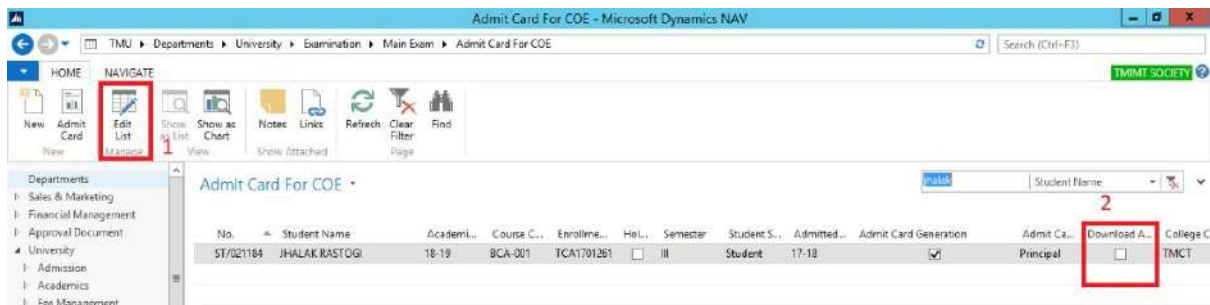 Admit Card For COE - Microsoft Dynamics NAV
TMU Departments University Examination Main Exam Admit Card For COE
Search (Ctrl+F3)
HOME NAVIGATE
TMIMT SOCIETY
New Admit Card Edit List Show as List Show as Chart Notes Links Refresh Clear Filter Find
1
New Manage View Show Attached Page
Departments
Sales & Marketing
Financial Management
Approval Document
University
Admission
Academics
Fee Management
Admit Card For COE
Student Name
2
No. Student Name Academi... Course C... Enrollme... Hol... Semester Student S... Admitted... Admit Card Generation Admit Ca... Download A... College C
ST/021184 JHALAK RASTOGI 18-19 BCA-001 TCA1701261 III Student 17-18 Principal TMCT